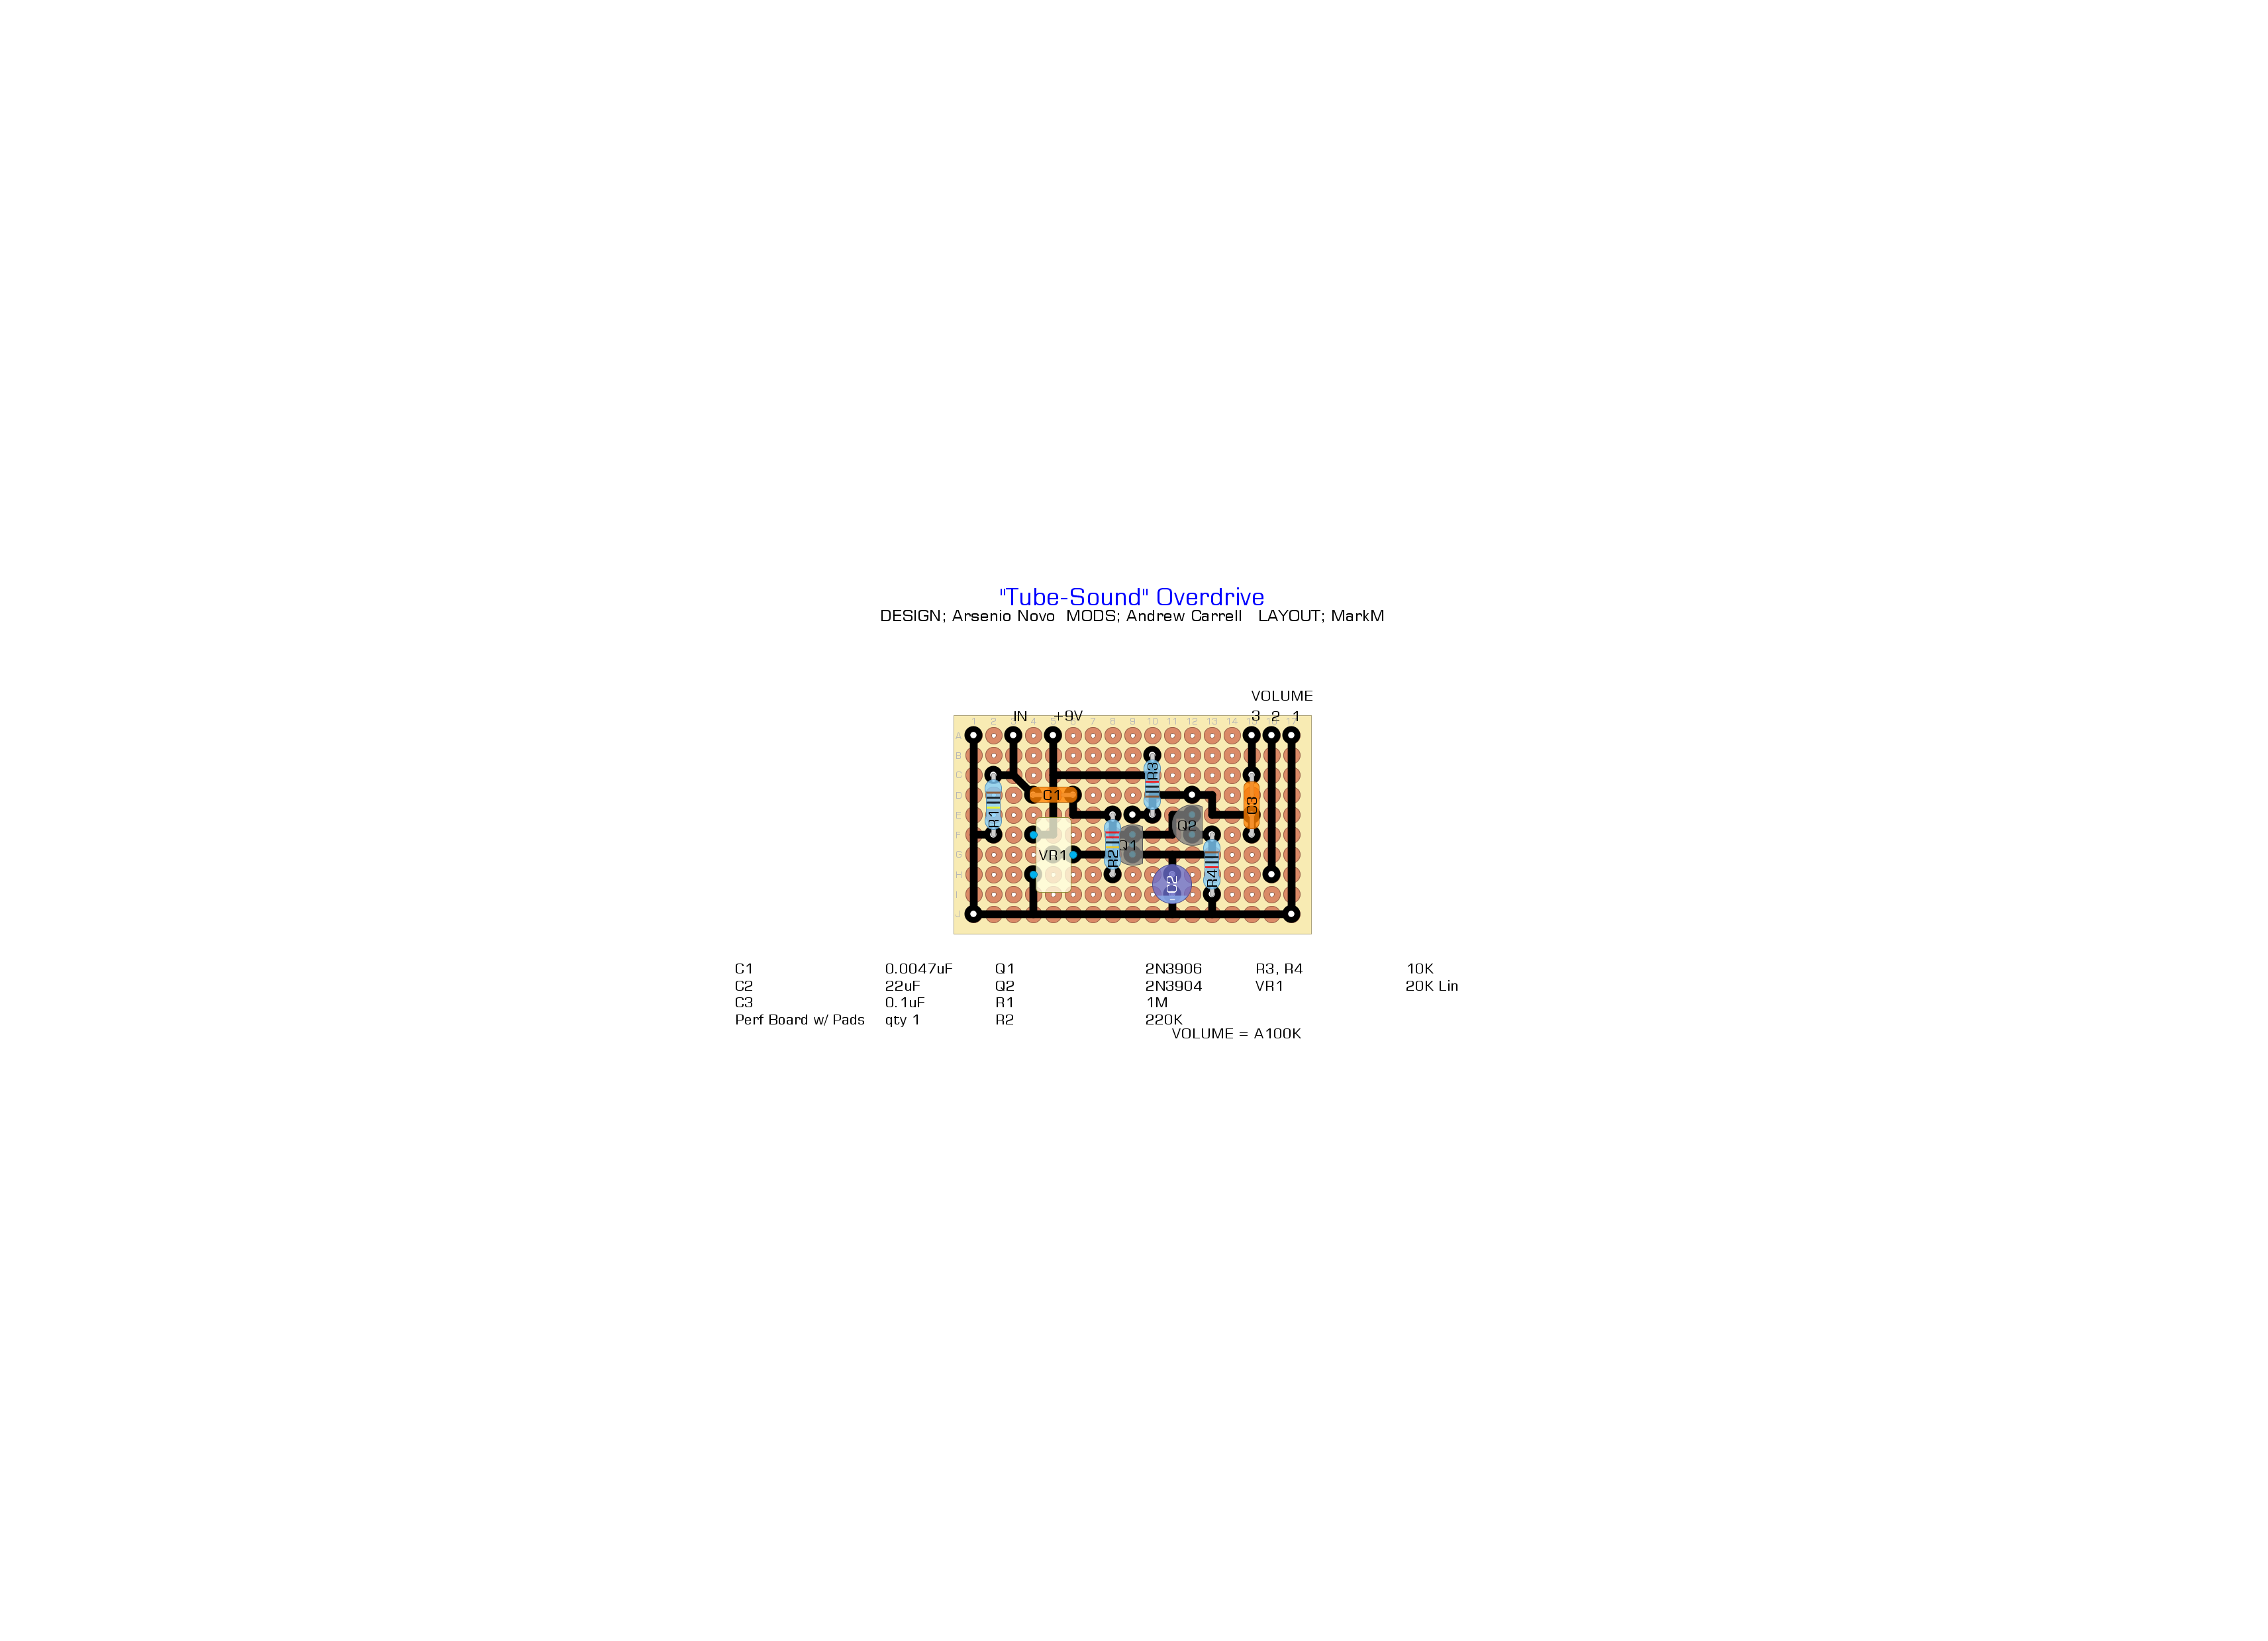 "Tube-Sound" Overdrive
DESIGN; Arsenio Novo MODS; Andrew Carrell LAYOUT; MarkM
VOLUME
IN +9V 3 2 1
1 2 4 7 8 9 10 11 12 13 14
A
B
C
D
E
F
G
H
I
J
R3
C1
C3
R1
Q2
Q1
VR1
R2
R4
C2
C1 0.0047uF Q1 2N3906 R3, R4 10K
C2 22uF Q2 2N3904 VR1 20K Lin
C3 0.1uF R1 1M
Perf Board w/ Pads qty 1 R2 220K
VOLUME = A100K